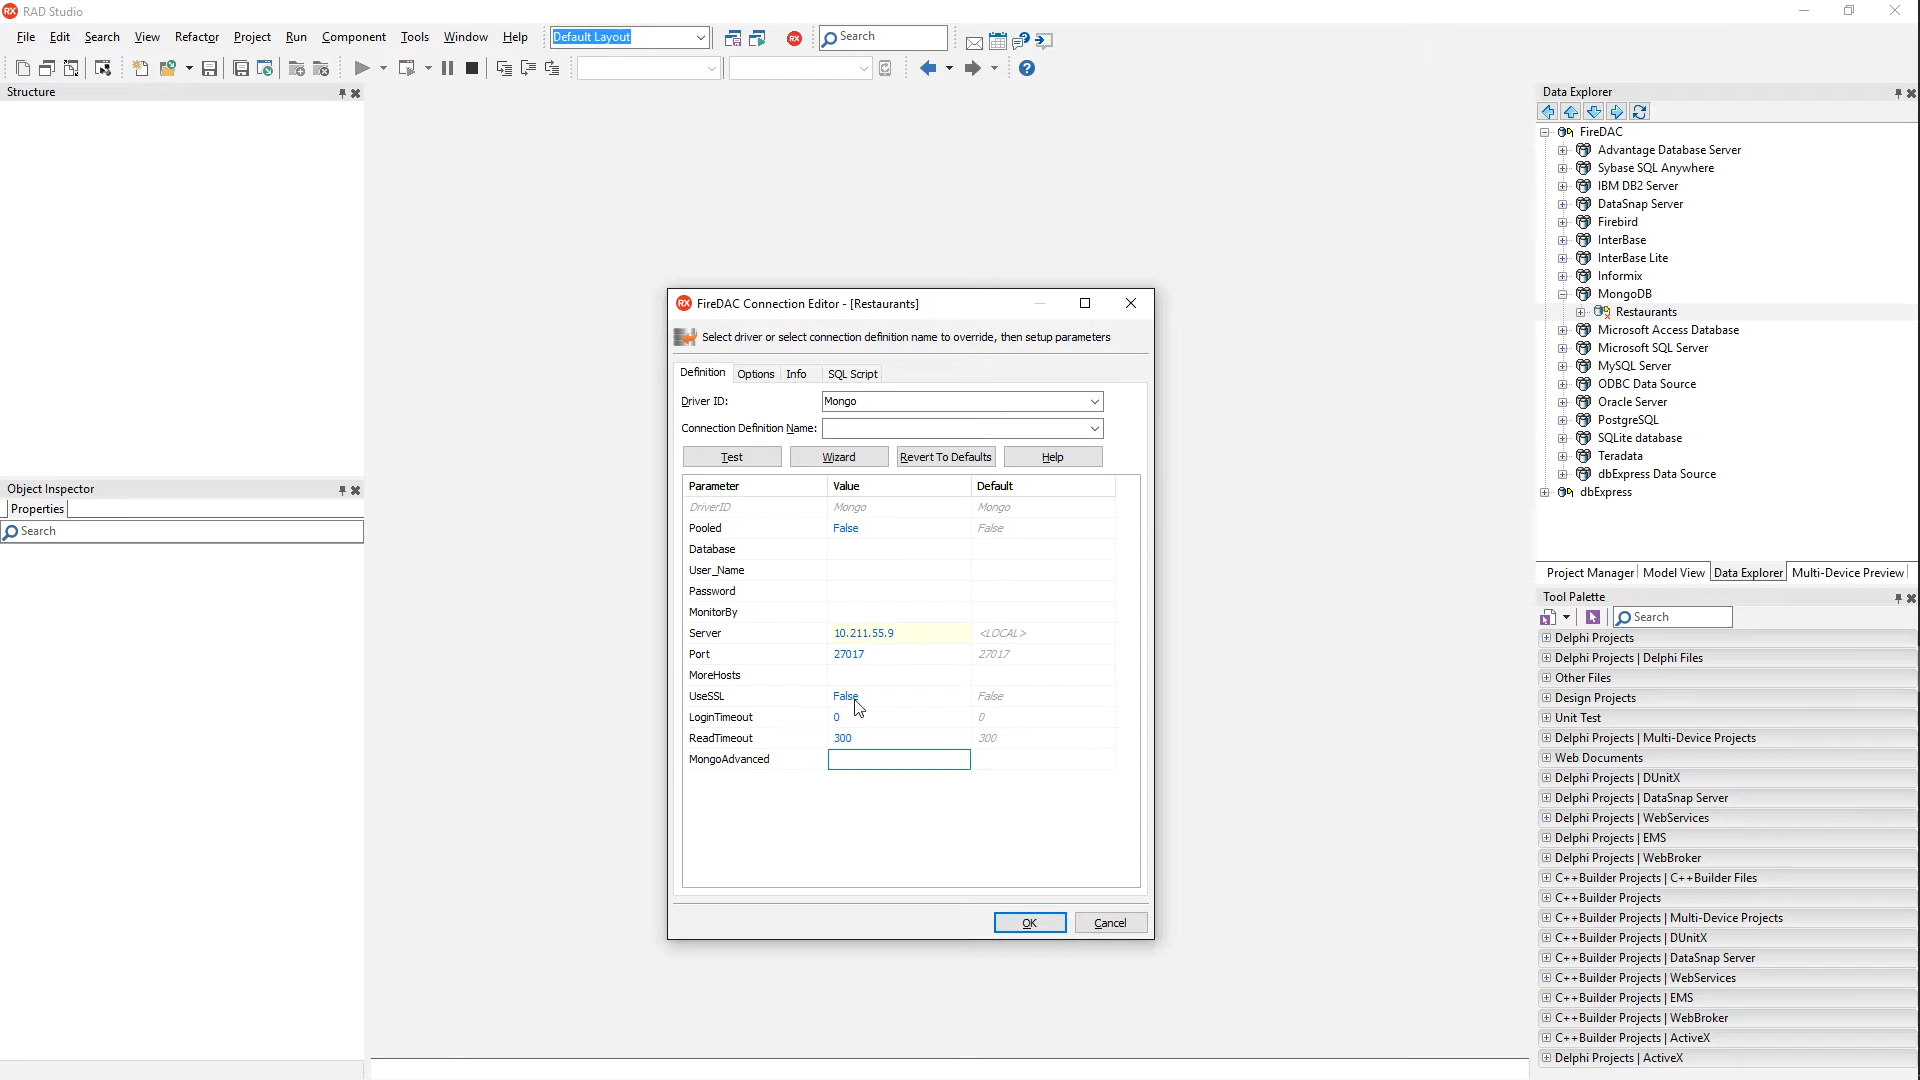 RAD Studio
File Edit Search View Refactor Project Run Component Tools Window Help Default Layout Search
Structure
Object Inspector
Properties
Search
FireDAC Connection Editor - [Restaurants]
Select driver or select connection definition name to override, then setup parameters
Definition Options Info SQL Script
Driver ID: Mongo
Connection Definition Name:
Test Wizard Revert To Defaults Help
Parameter Value Default
DriverID Mongo Mongo
Pooled False False
Database
User_Name
Password
MonitorBy
Server 10.211.55.9 <LOCAL>
Port 27017 27017
MoreHosts
UseSSL False False
LoginTimeout 0 0
ReadTimeout 300 300
MongoAdvanced
OK Cancel
Data Explorer
FireDAC
Advantage Database Server
Sybase SQL Anywhere
IBM DB2 Server
DataSnap Server
Firebird
InterBase
InterBase Lite
Informix
MongoDB
Restaurants
Microsoft Access Database
Microsoft SQL Server
MySQL Server
ODBC Data Source
Oracle Server
PostgreSQL
SQLite database
Teradata
dbExpress Data Source
dbExpress
Project Manager Model View Data Explorer Multi-Device Preview
Tool Palette
Search
Delphi Projects
Delphi Projects | Delphi Files
Other Files
Design Projects
Unit Test
Delphi Projects | Multi-Device Projects
Web Documents
Delphi Projects | DUnitX
Delphi Projects | DataSnap Server
Delphi Projects | WebServices
Delphi Projects | EMS
Delphi Projects | WebBroker
C++Builder Projects | C++Builder Files
C++Builder Projects
C++Builder Projects | Multi-Device Projects
C++Builder Projects | DUnitX
C++Builder Projects | DataSnap Server
C++Builder Projects | WebServices
C++Builder Projects | EMS
C++Builder Projects | WebBroker
C++Builder Projects | ActiveX
Delphi Projects | ActiveX